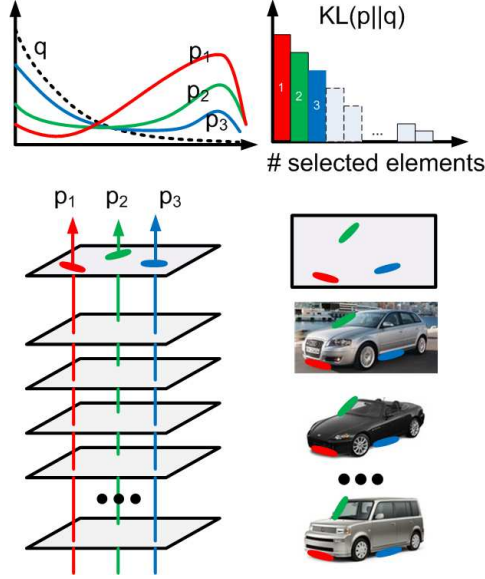 q
p1
p2
p3
KL(p||q)
1
2
3
...
# selected elements
p1 p2 p3